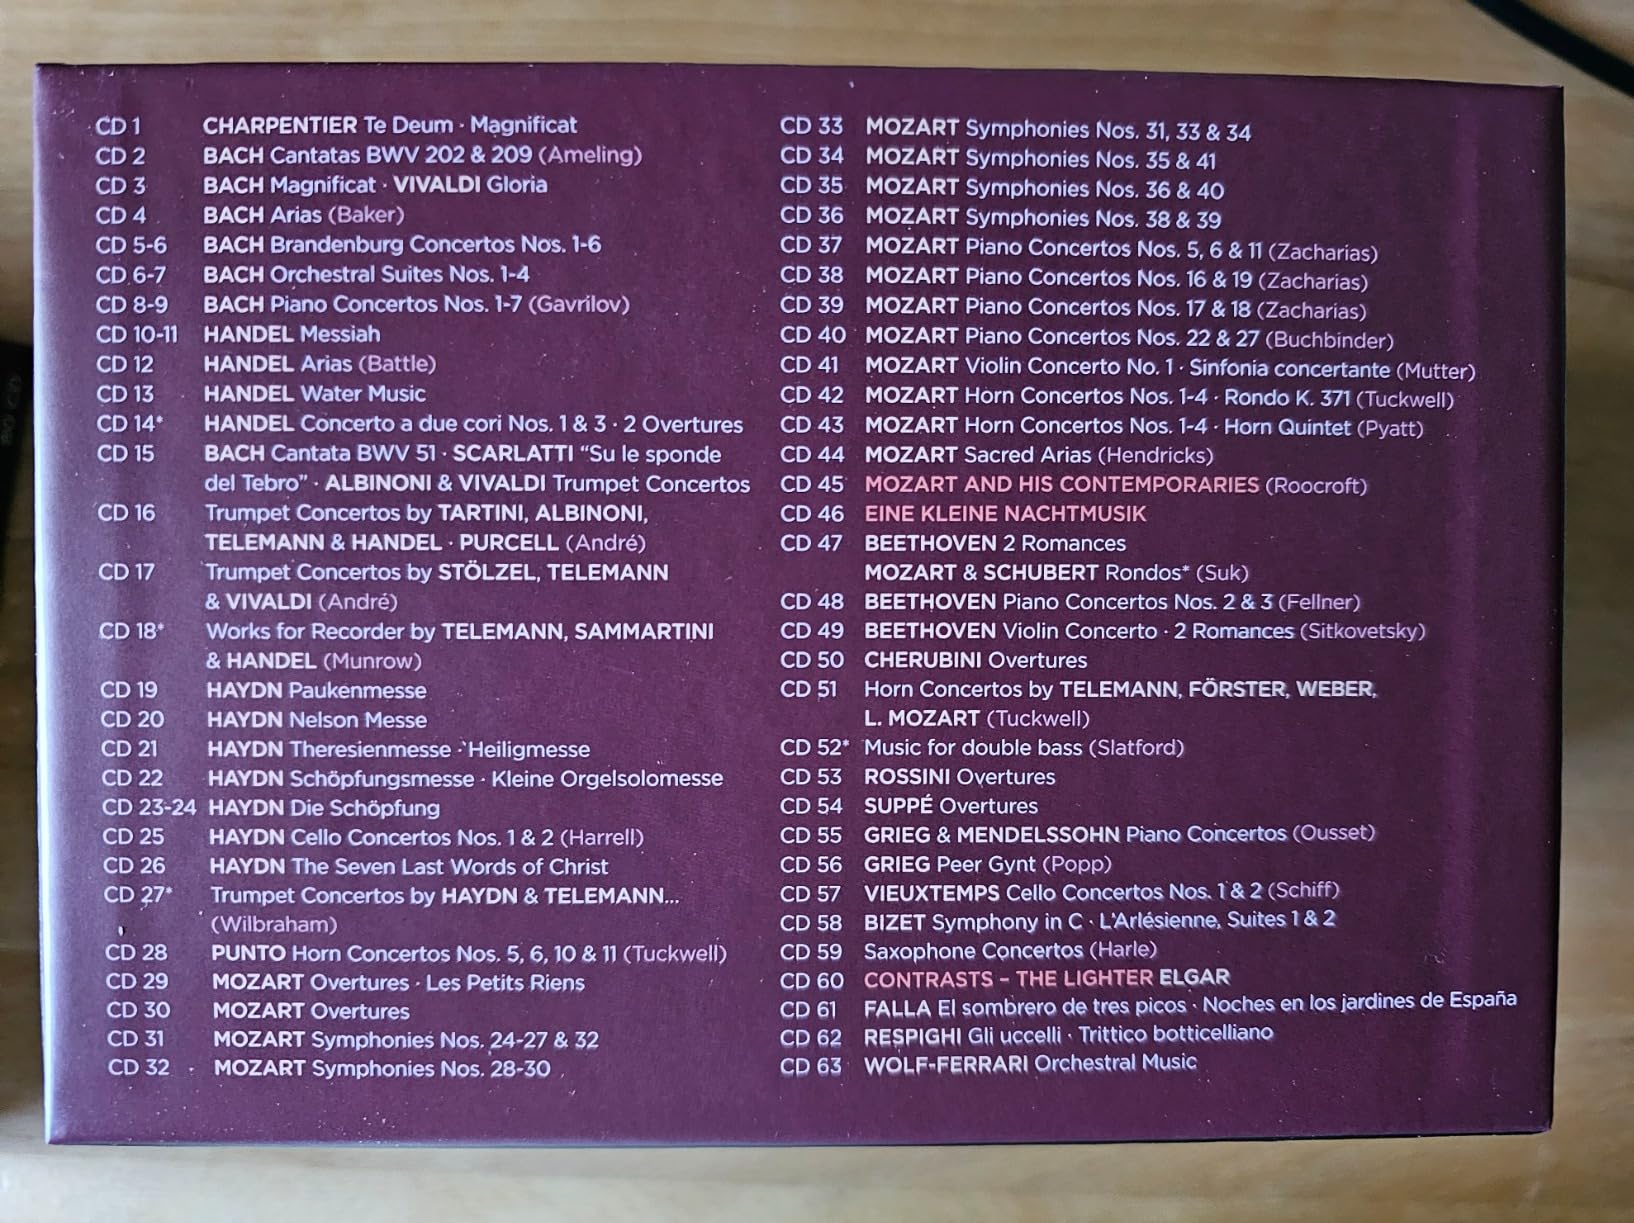 CD 1 CHARPENTIER Te Deum · Magnificat
CD 2 BACH Cantatas BWV 202 & 209 (Ameling)
CD 3 BACH Magnificat · VIVALDI Gloria
CD 4 BACH Arias (Baker)
CD 5-6 BACH Brandenburg Concertos Nos. 1-6
CD 6-7 BACH Orchestral Suites Nos. 1-4
CD 8-9 BACH Piano Concertos Nos. 1-7 (Gavrilov)
CD 10-11 HANDEL Messiah
CD 12 HANDEL Arias (Battle)
CD 13 HANDEL Water Music
CD 14* HANDEL Concerto a due cori Nos. 1 & 3 · 2 Overtures
CD 15 BACH Cantata BWV 51 · SCARLATTI "Su le sponde
del Tebro" · ALBINONI & VIVALDI Trumpet Concertos
CD 16 Trumpet Concertos by TARTINI, ALBINONI,
TELEMANN & HANDEL · PURCELL (André)
CD 17 Trumpet Concertos by STÖLZEL, TELEMANN
& VIVALDI (André)
CD 18* Works for Recorder by TELEMANN, SAMMARTINI
& HANDEL (Munrow)
CD 19 HAYDN Paukenmesse
CD 20 HAYDN Nelson Messe
CD 21 HAYDN Theresienmesse · Heiligmesse
CD 22 HAYDN Schöpfungsmesse · Kleine Orgelsolomesse
CD 23-24 HAYDN Die Schöpfung
CD 25 HAYDN Cello Concertos Nos. 1 & 2 (Harrell)
CD 26 HAYDN The Seven Last Words of Christ
CD 27* Trumpet Concertos by HAYDN & TELEMANN...
(Wilbraham)
CD 28 PUNTO Horn Concertos Nos. 5, 6, 10 & 11 (Tuckwell)
CD 29 MOZART Overtures · Les Petits Riens
CD 30 MOZART Overtures
CD 31 MOZART Symphonies Nos. 24-27 & 32
CD 32 MOZART Symphonies Nos. 28-30
CD 33 MOZART Symphonies Nos. 31, 33 & 34
CD 34 MOZART Symphonies Nos. 35 & 41
CD 35 MOZART Symphonies Nos. 36 & 40
CD 36 MOZART Symphonies Nos. 38 & 39
CD 37 MOZART Piano Concertos Nos. 5, 6 & 11 (Zacharias)
CD 38 MOZART Piano Concertos Nos. 16 & 19 (Zacharias)
CD 39 MOZART Piano Concertos Nos. 17 & 18 (Zacharias)
CD 40 MOZART Piano Concertos Nos. 22 & 27 (Buchbinder)
CD 41 MOZART Violin Concerto No. 1 · Sinfonia concertante (Mutter)
CD 42 MOZART Horn Concertos Nos. 1-4 · Rondo K. 371 (Tuckwell)
CD 43 MOZART Horn Concertos Nos. 1-4 · Horn Quintet (Pyatt)
CD 44 MOZART Sacred Arias (Hendricks)
CD 45 MOZART AND HIS CONTEMPORARIES (Roocroft)
CD 46 EINE KLEINE NACHTMUSIK
CD 47 BEETHOVEN 2 Romances
MOZART & SCHUBERT Rondos* (Suk)
CD 48 BEETHOVEN Piano Concertos Nos. 2 & 3 (Fellner)
CD 49 BEETHOVEN Violin Concerto · 2 Romances (Sitkovetsky)
CD 50 CHERUBINI Overtures
CD 51 Horn Concertos by TELEMANN, FÖRSTER, WEBER,
L. MOZART (Tuckwell)
CD 52* Music for double bass (Slatford)
CD 53 ROSSINI Overtures
CD 54 SUPPÉ Overtures
CD 55 GRIEG & MENDELSSOHN Piano Concertos (Ousset)
CD 56 GRIEG Peer Gynt (Popp)
CD 57 VIEUXTEMPS Cello Concertos Nos. 1 & 2 (Schiff)
CD 58 BIZET Symphony in C · L'Arlésienne, Suites 1 & 2
CD 59 Saxophone Concertos (Harle)
CD 60 CONTRASTS – THE LIGHTER ELGAR
CD 61 FALLA El sombrero de tres picos · Noches en los jardines de España
CD 62 RESPIGHI Gli uccelli · Trittico botticelliano
CD 63 WOLF-FERRARI Orchestral Music